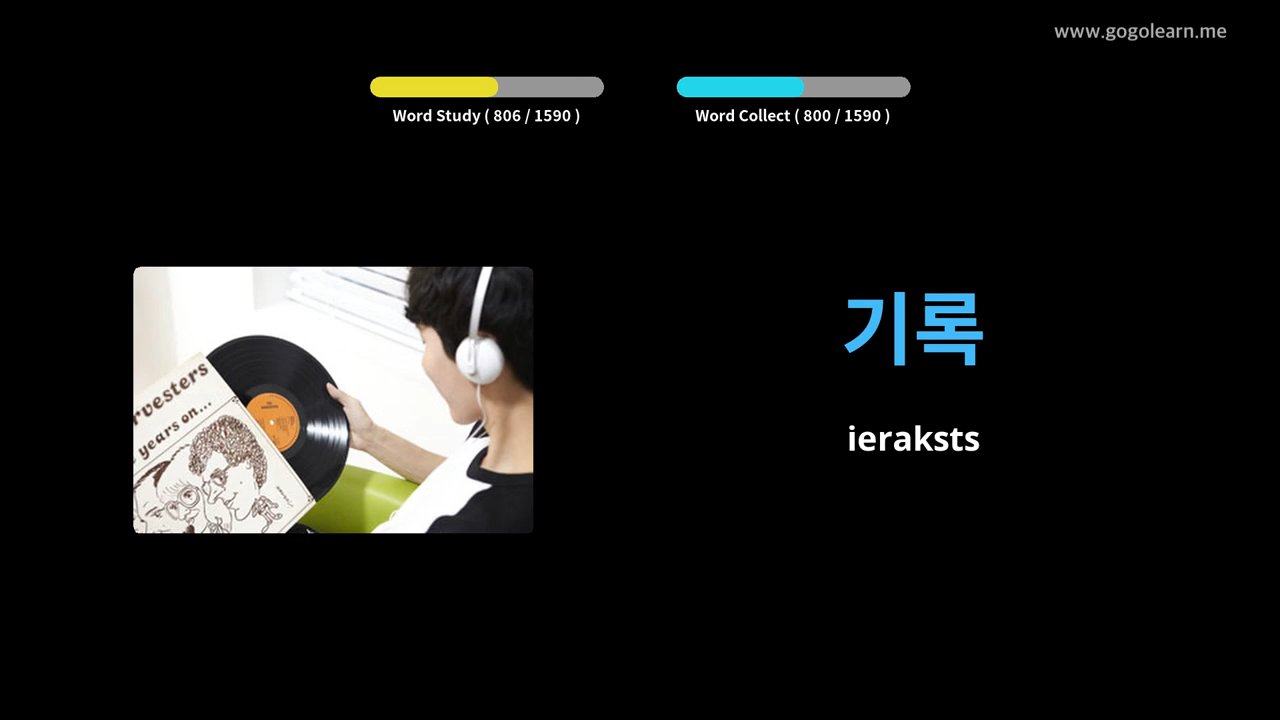 www.gogolearn.me
Word Study ( 806 / 1590 )
Word Collect ( 800 / 1590 )
rvesters
years on...
기록
ieraksts